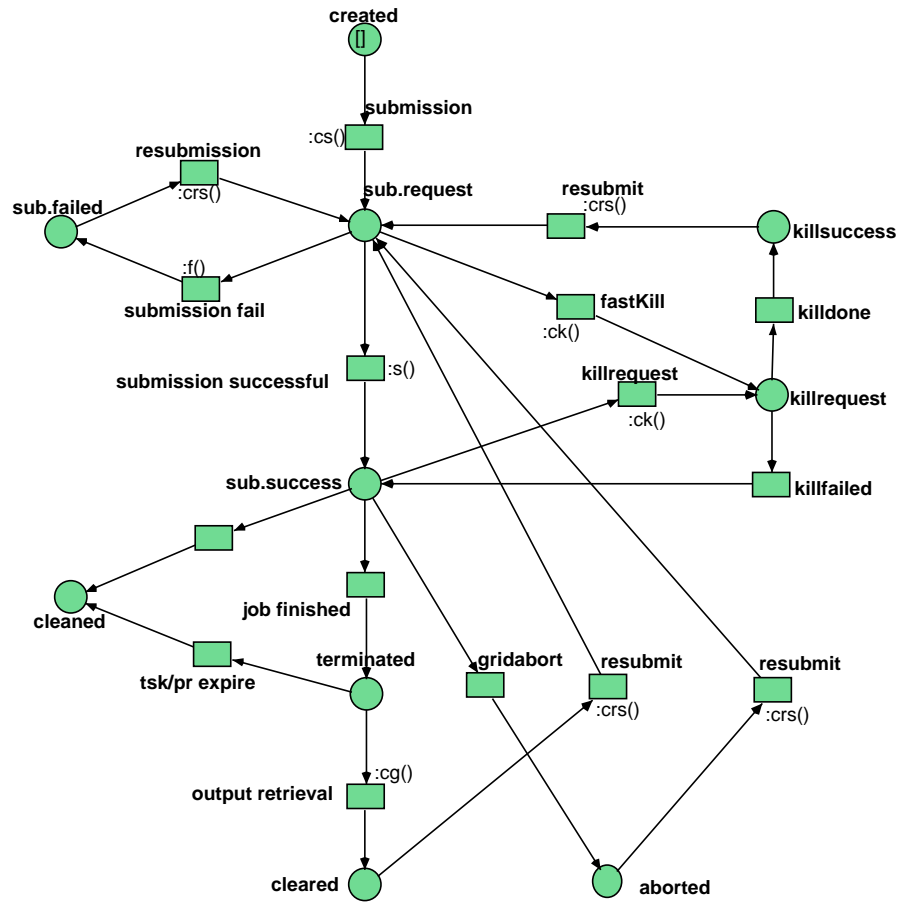 created
[]
submission
:cs()
resubmission
:crs()
sub.request
resubmit
:crs()
sub.failed
killsuccess
:f()
submission fail
fastKill
:ck()
killdone
submission successful
:s()
killrequest
:ck()
killrequest
sub.success
killfailed
job finished
cleaned
tsk/pr expire
terminated
gridabort
resubmit
:crs()
resubmit
:crs()
:cg()
output retrieval
cleared
aborted